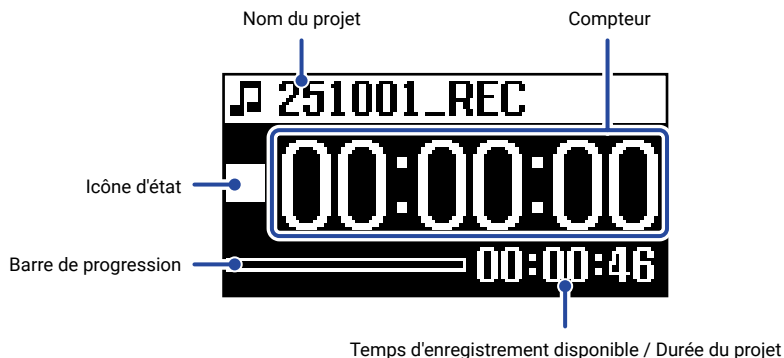 Nom du projet
Compteur
251001_REC
Icône d'état
00:00:00
Barre de progression
00:00:46
Temps d'enregistrement disponible / Durée du projet